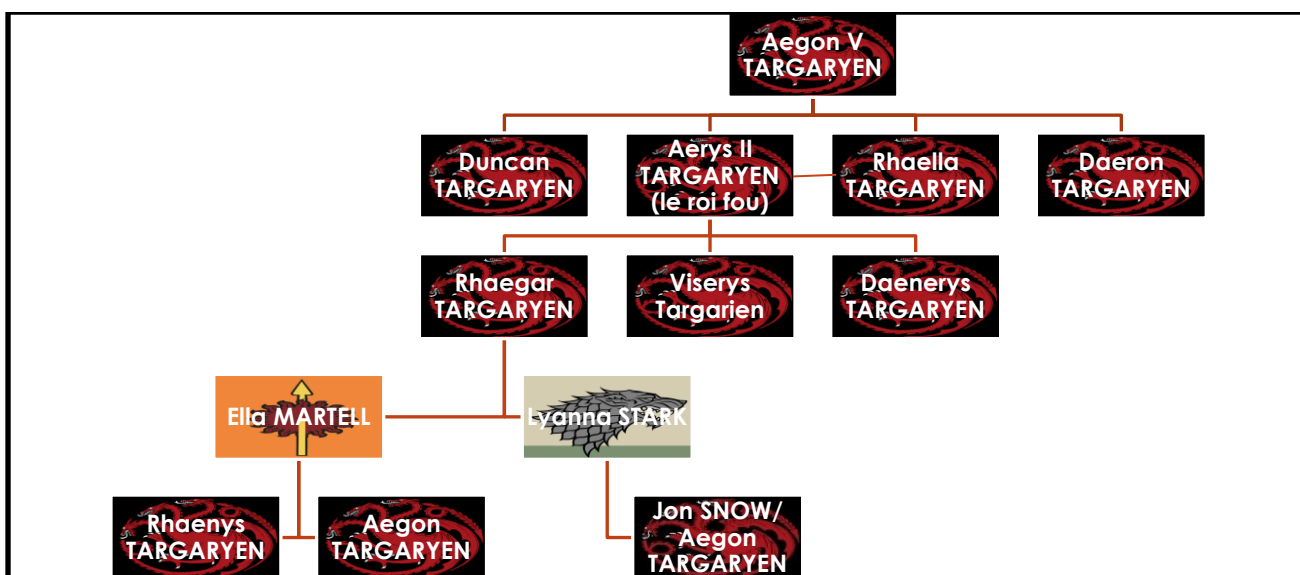 Aegon V
TARGARYEN
Duncan
TARGARYEN
Aerys II
TARGARYEN
(le roi fou)
Rhaella
TARGARYEN
Daeron
TARGARYEN
Rhaegar
TARGARYEN
Viserys
Targarien
Daenerys
TARGARYEN
Ella MARTELL
Lyanna STARK
Rhaenys
TARGARYEN
Aegon
TARGARYEN
Jon SNOW/
Aegon
TARGARYEN